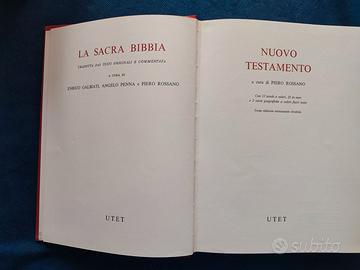 LA SACRA BIBBIA
TRADOTTA DAI TESTI ORIGINALI E COMMENTATA
A CURA DI
ENRICO GALBIATI, ANGELO PENNA e PIERO ROSSANO
UTET
NUOVO
TESTAMENTO
a cura di PIERO ROSSANO
UTET
subito